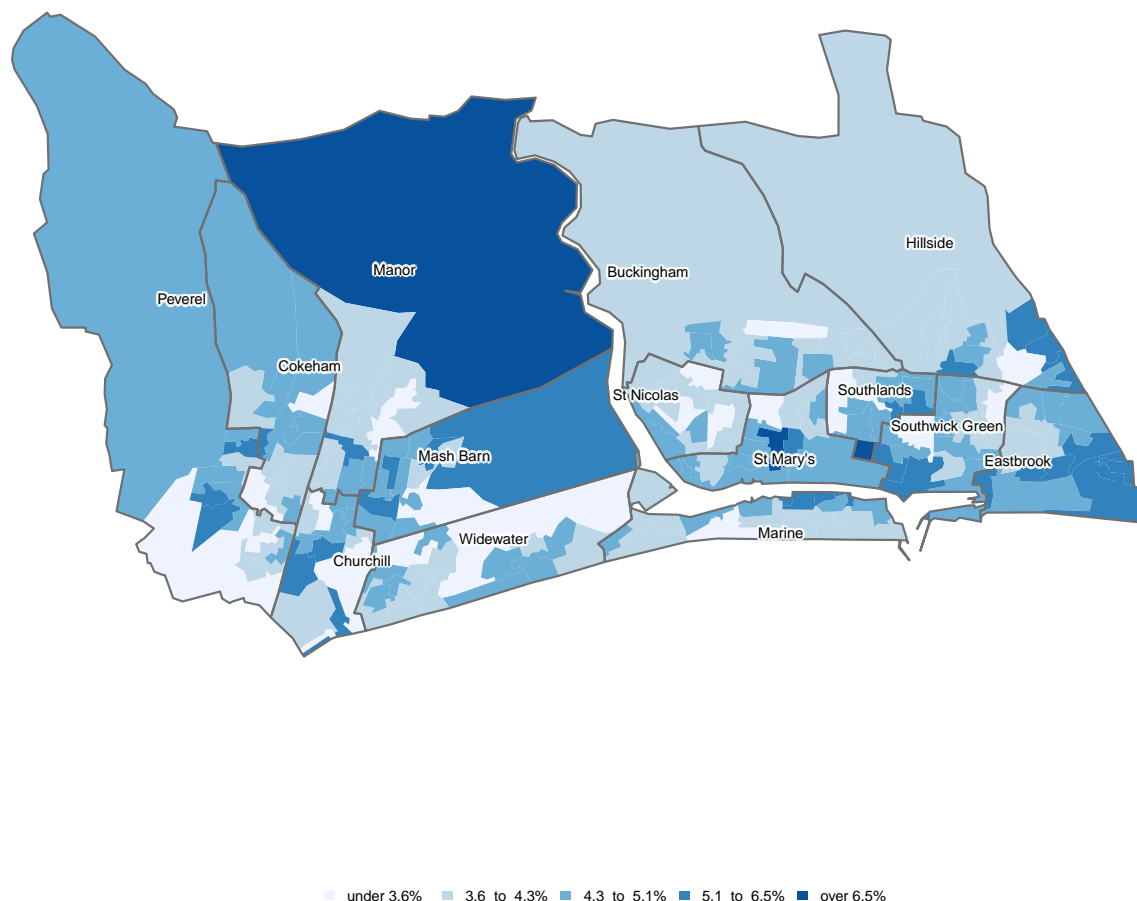 Hillside
Manor
Buckingham
Peverel
Cokeham
Southlands
St Nicolas
Southwick Green
Mash Barn
St Mary's
Eastbrook
Marine
Widewater
Churchill
under 3.6% 3.6 to 4.3% 4.3 to 5.1% 5.1 to 6.5% over 6.5%